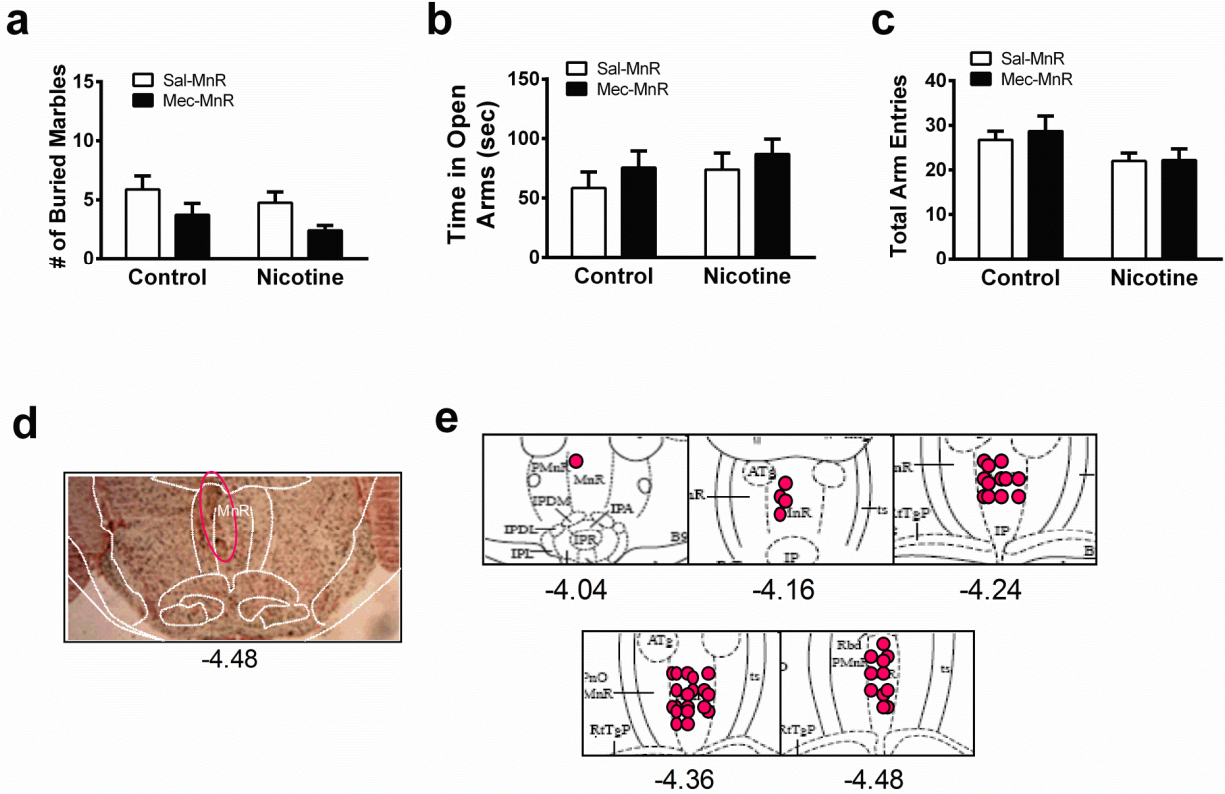 a
# of Buried Marbles
15
10
5
0
Sal-MnR
Mec-MnR
Control
Nicotine
b
Time in Open
Arms (sec)
150
100
50
0
Sal-MnR
Mec-MnR
Control
Nicotine
c
Total Arm Entries
40
30
20
10
0
Sal-MnR
Mec-MnR
Control
Nicotine
d
MnR
-4.48
e
PMnR
MnR
IPDM
IPA
IPDL
IPR
IPL
-4.04
ATg
ts
IP
-4.16
nR
RtTgP
IP
-4.24
ATg
PnO
MnR
ts
RtTgP
-4.36
Rbd
PMnR
ts
RtTgP
-4.48